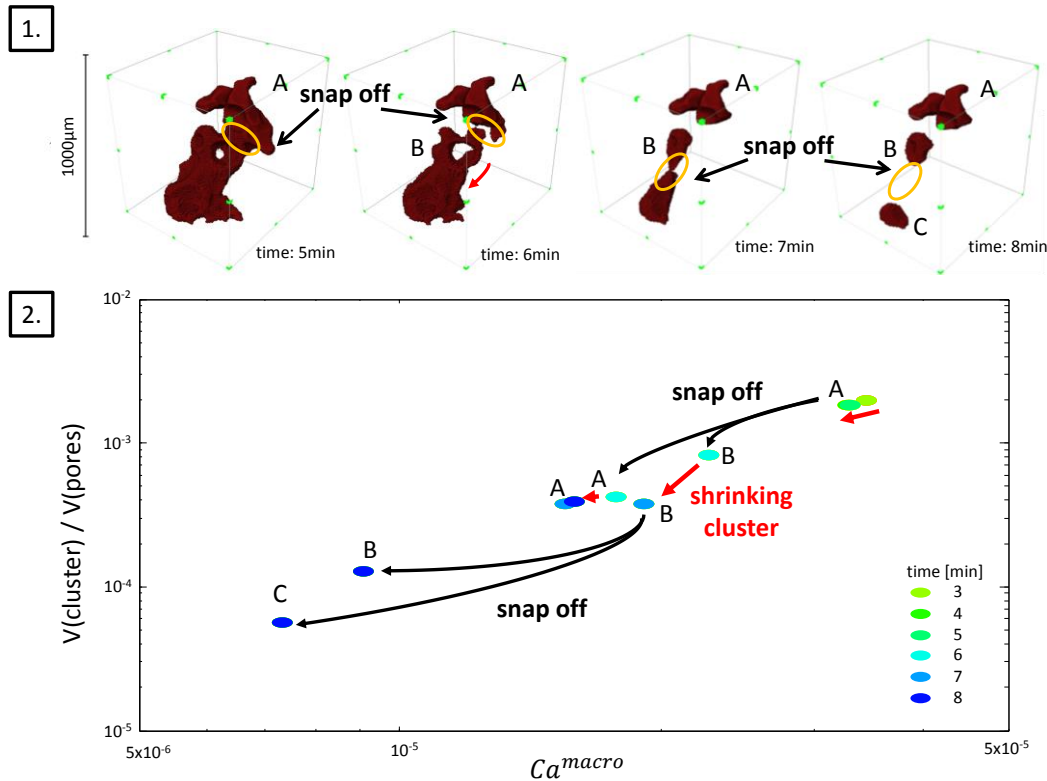 1.
1000µm
A
snap off
time: 5min
A
B
time: 6min
A
B
snap off
time: 7min
A
B
C
time: 8min
2.
V(cluster) / V(pores)
10⁻²
10⁻³
10⁻⁴
10⁻⁵
snap off
A
B
A
A
shrinking
cluster
B
B
C
snap off
time [min]
3
4
5
6
7
8
5x10⁻⁶
10⁻⁵
5x10⁻⁵
Ca^macro